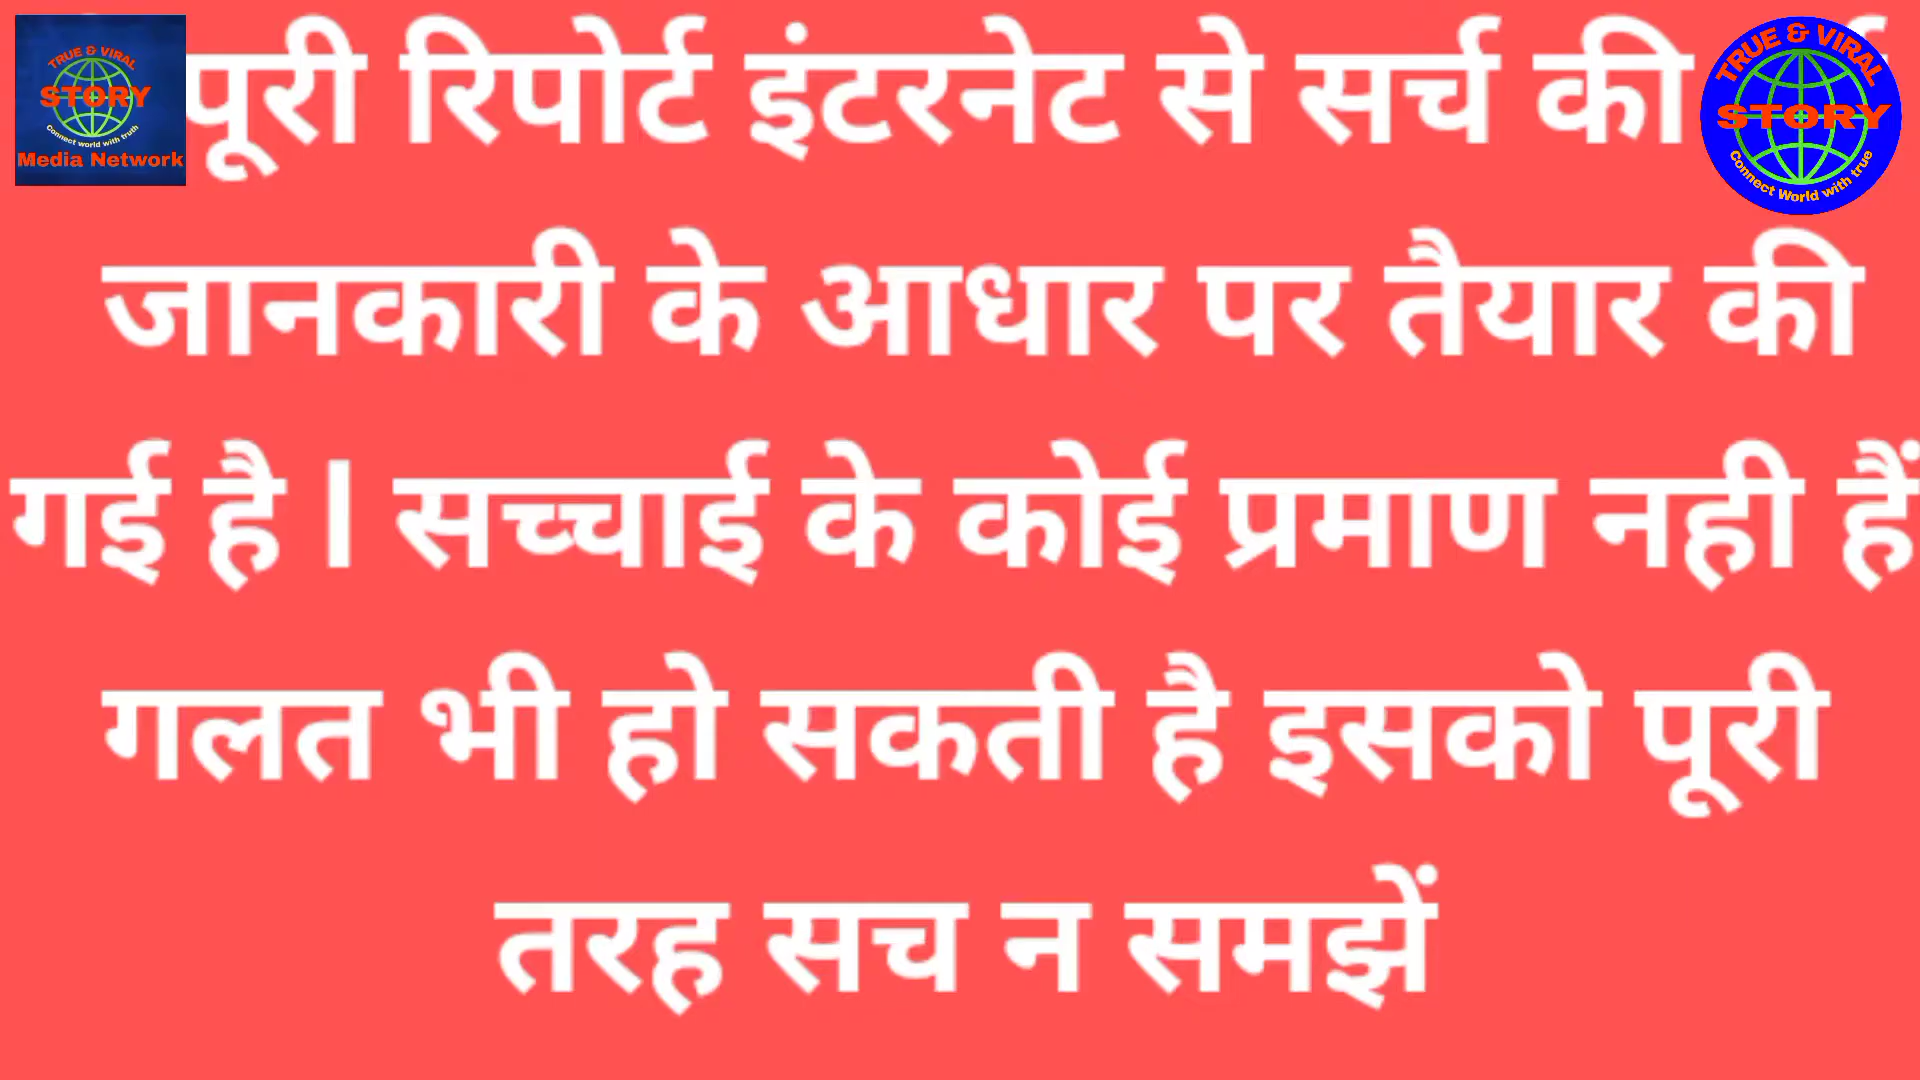 TRUE & VIRAL
STORY
Connect world with truth
Media Network
पूरी रिपोर्ट इंटरनेट से सर्च की
TRUE & VIRAL
STORY
Connect World with true
जानकारी के आधार पर तैयार की
गई है l सच्चाई के कोई प्रमाण नही हैं
गलत भी हो सकती है इसको पूरी
तरह सच न समझें